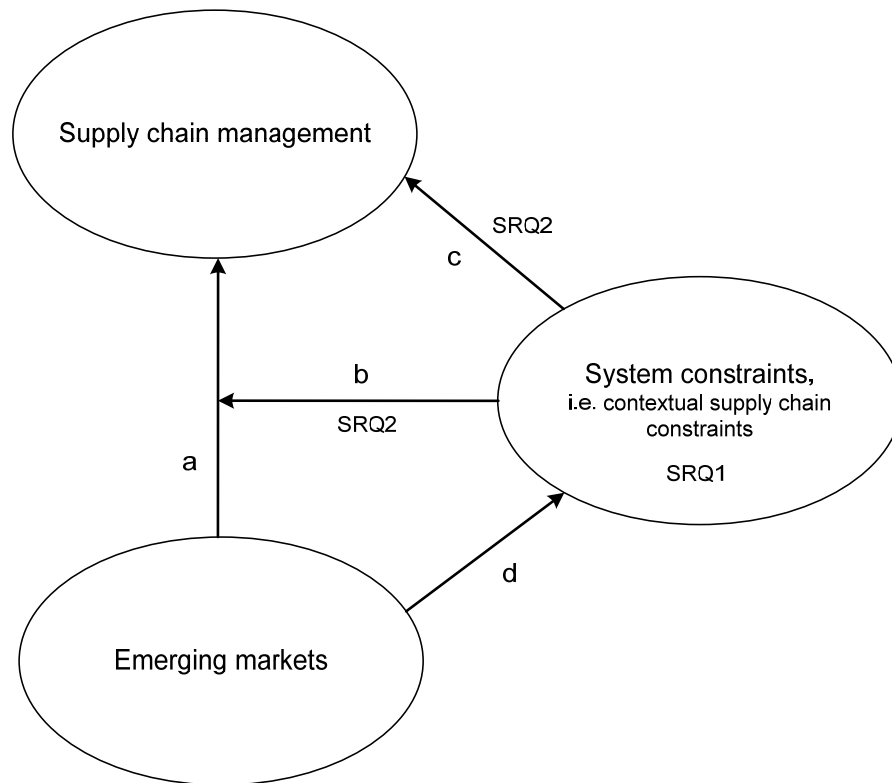 Supply chain management
SRQ2
c
System constraints,
i.e. contextual supply chain
constraints
SRQ1
b
SRQ2
a
d
Emerging markets